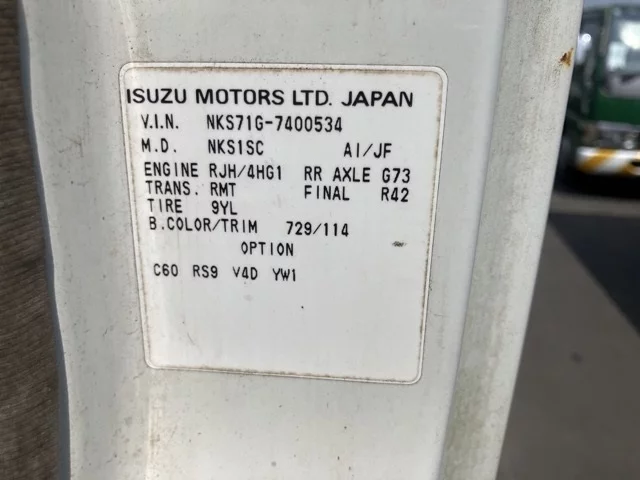 ISUZU MOTORS LTD. JAPAN
V.I.N. NKS71G-7400534
M.D. NKS1SC AI/JF
ENGINE RJH/4HG1 RR AXLE G73
TRANS. RMT FINAL R42
TIRE 9YL
B.COLOR/TRIM 729/114
OPTION
C60 RS9 V4D YW1